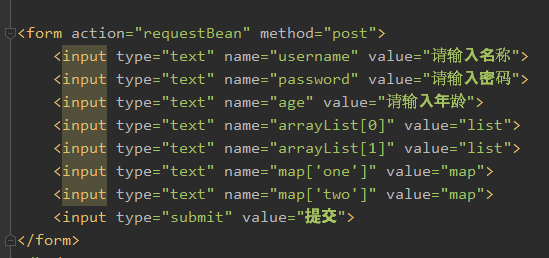 <form action="requestBean" method="post">
<input type="text" name="username" value="请输入名称">
<input type="text" name="password" value="请输入密码">
<input type="text" name="age" value="请输入年龄">
<input type="text" name="arrayList[0]" value="list">
<input type="text" name="arrayList[1]" value="list">
<input type="text" name="map['one']" value="map">
<input type="text" name="map['two']" value="map">
<input type="submit" value="提交">
</form>